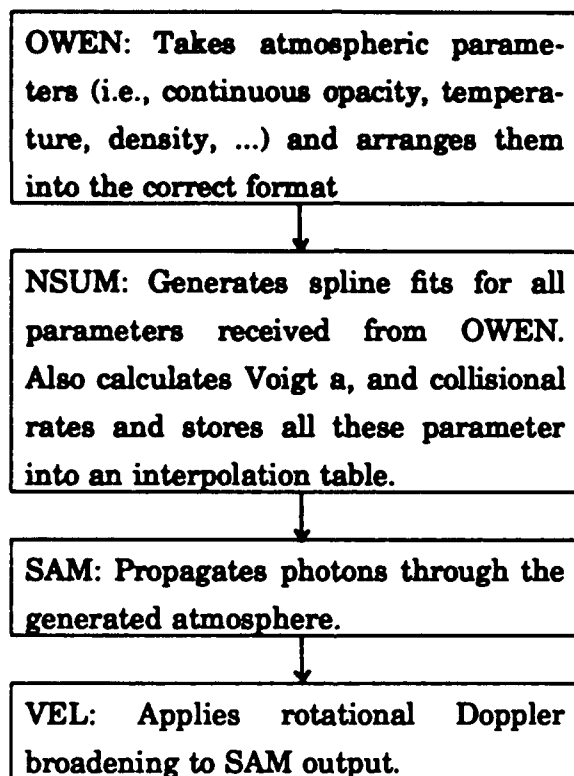 OWEN: Takes atmospheric parame-
ters (i.e., continuous opacity, tempera-
ture, density, ...) and arranges them
into the correct format
NSUM: Generates spline fits for all
parameters received from OWEN.
Also calculates Voigt a, and collisional
rates and stores all these parameter
into an interpolation table.
SAM: Propagates photons through the
generated atmosphere.
VEL: Applies rotational Doppler
broadening to SAM output.